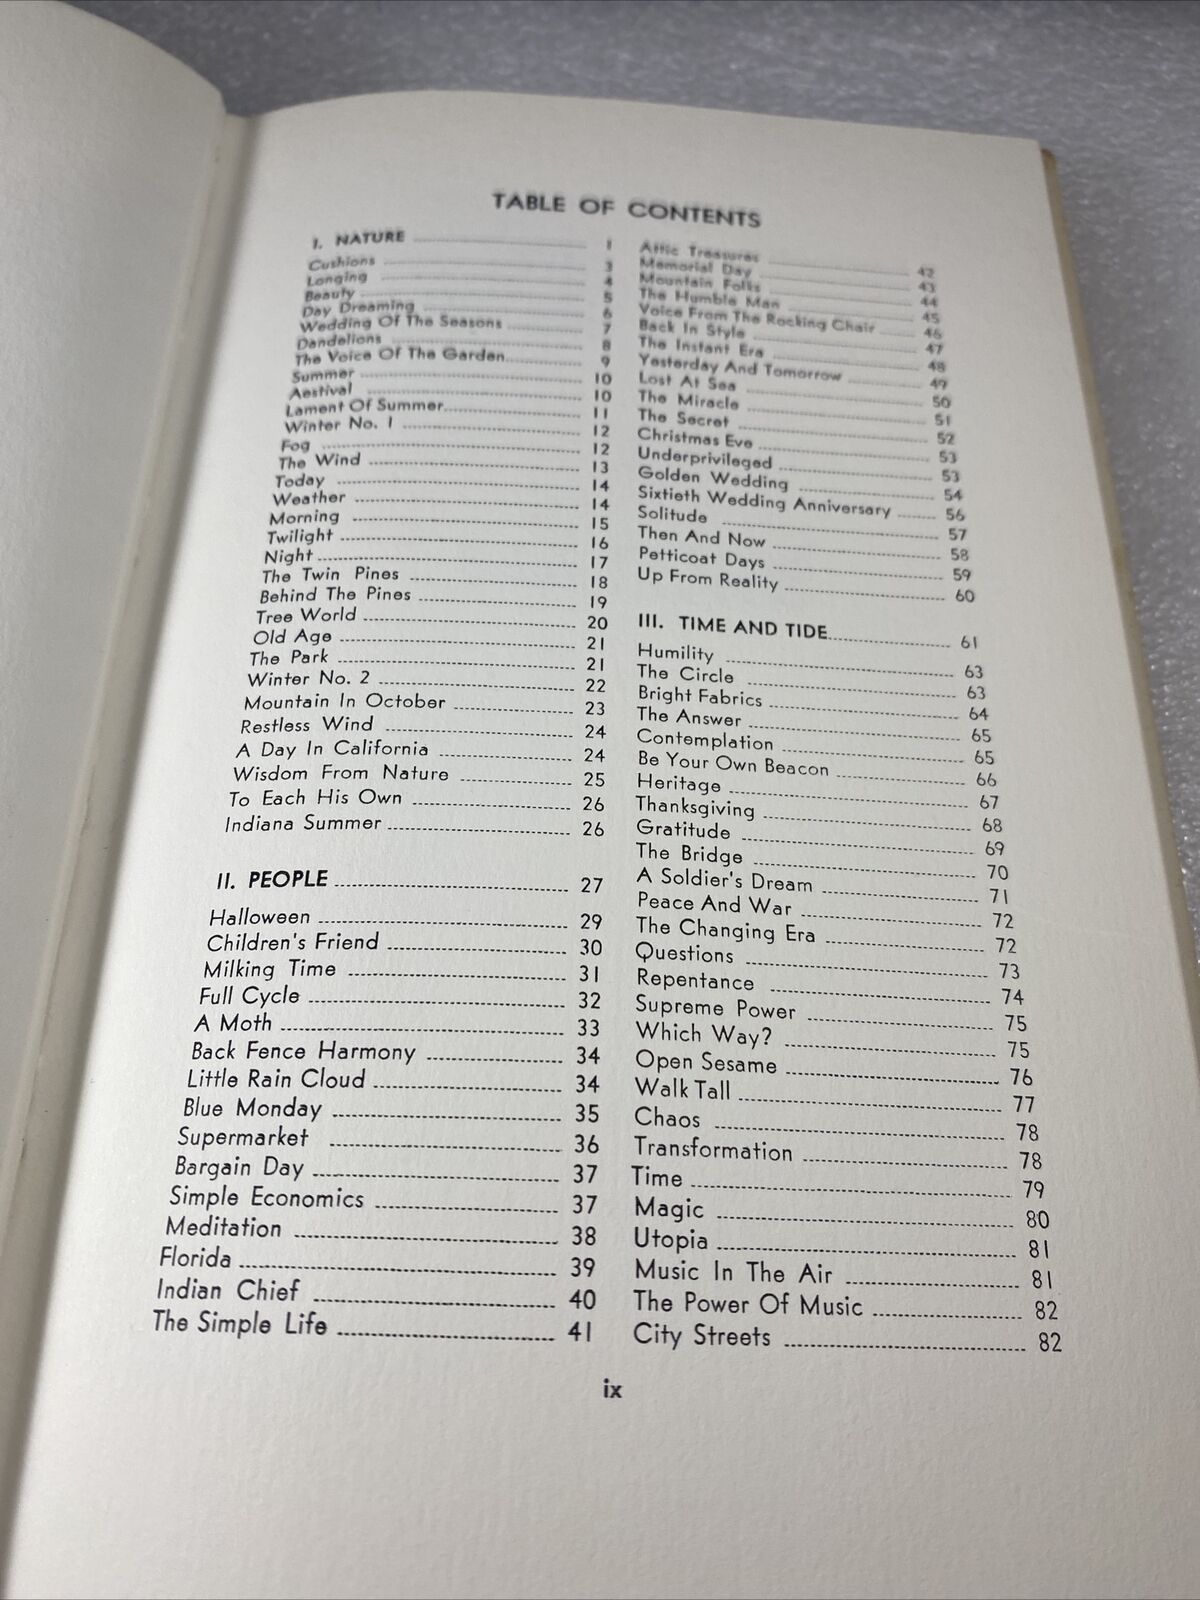 TABLE OF CONTENTS
I. NATURE 1
Cushions 3
Longing 4
Beauty 5
Day Dreaming 6
Wedding Of The Seasons 7
Dandelions 8
The Voice Of The Garden 9
Summer 10
Aestival 10
Lament Of Summer 11
Winter No. 1 12
Fog 12
The Wind 13
Today 14
Weather 14
Morning 15
Twilight 16
Night 17
The Twin Pines 18
Behind The Pines 19
Tree World 20
Old Age 21
The Park 21
Winter No. 2 22
Mountain In October 23
Restless Wind 24
A Day In California 24
Wisdom From Nature 25
To Each His Own 26
Indiana Summer 26
II. PEOPLE 27
Halloween 29
Children's Friend 30
Milking Time 31
Full Cycle 32
A Moth 33
Back Fence Harmony 34
Little Rain Cloud 34
Blue Monday 35
Supermarket 36
Bargain Day 37
Simple Economics 37
Meditation 38
Florida 39
Indian Chief 40
The Simple Life 41
Attic Treasures 42
Memorial Day 43
Mountain Folks 44
The Humble Man 45
Voice From The Rocking Chair 46
Back In Style 47
The Instant Era 48
Yesterday And Tomorrow 49
Lost At Sea 50
The Miracle 51
The Secret 52
Christmas Eve 53
Underprivileged 53
Golden Wedding 54
Sixtieth Wedding Anniversary 56
Solitude 57
Then And Now 58
Petticoat Days 59
Up From Reality 60
III. TIME AND TIDE 61
Humility 63
The Circle 63
Bright Fabrics 64
The Answer 65
Contemplation 65
Be Your Own Beacon 66
Heritage 67
Thanksgiving 68
Gratitude 69
The Bridge 70
A Soldier's Dream 71
Peace And War 72
The Changing Era 72
Questions 73
Repentance 74
Supreme Power 75
Which Way? 75
Open Sesame 76
Walk Tall 77
Chaos 78
Transformation 78
Time 79
Magic 80
Utopia 81
Music In The Air 81
The Power Of Music 82
City Streets 82
ix